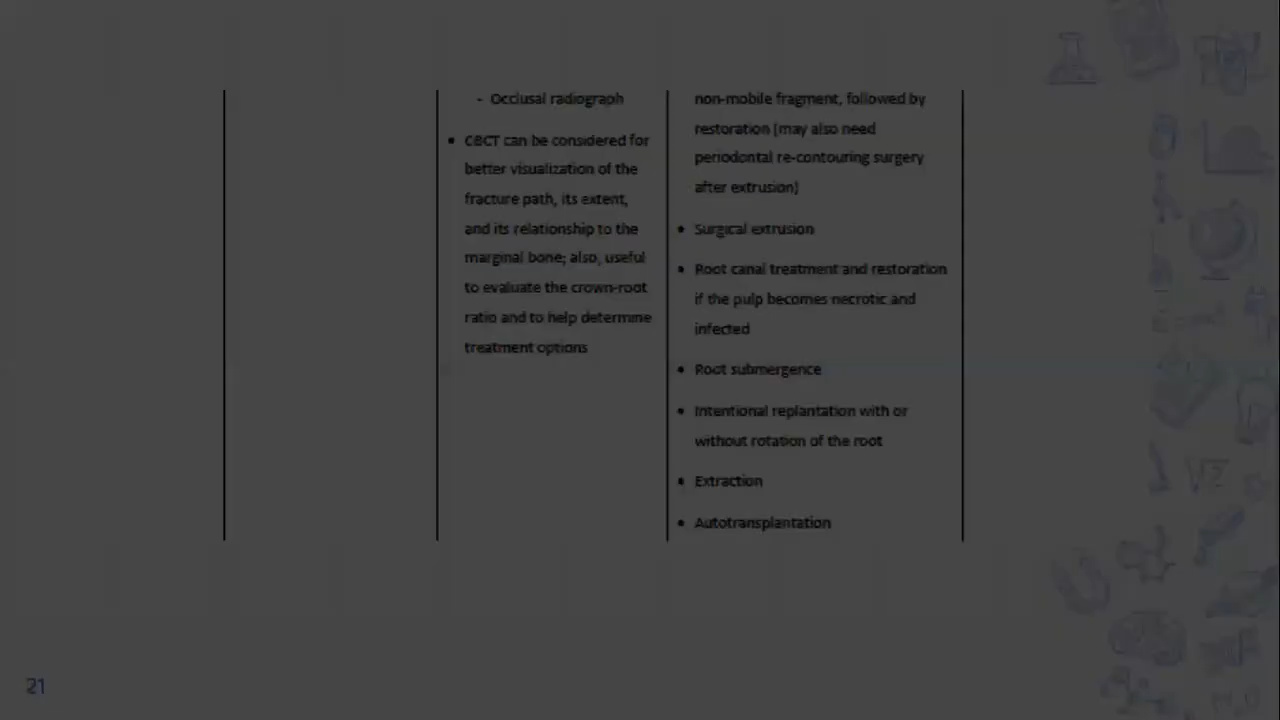 - Occlusal radiograph
• CBCT can be considered for
better visualization of the
fracture path, its extent,
and its relationship to the
marginal bone; also, useful
to evaluate the crown-root
ratio and to help determine
treatment options
non-mobile fragment, followed by
restoration (may also need
periodontal re-contouring surgery
after extrusion)
• Surgical extrusion
• Root canal treatment and restoration
if the pulp becomes necrotic and
infected
• Root submergence
• Intentional replantation with or
without rotation of the root
• Extraction
• Autotransplantation
21